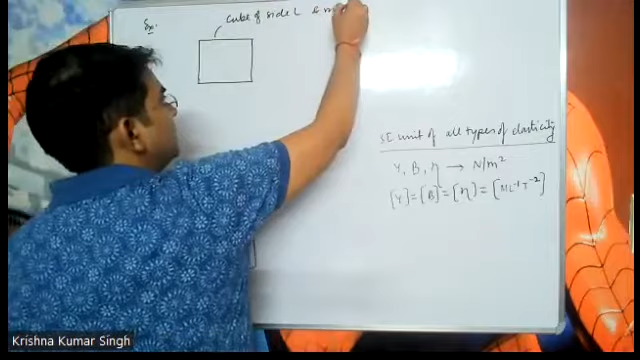 Ex.
Cube of side L & m
SI unit of all types of elasticity
Y, B, η → N/m²
[Y] = [B] = [η] = [ML⁻¹T⁻²]
Krishna Kumar Singh